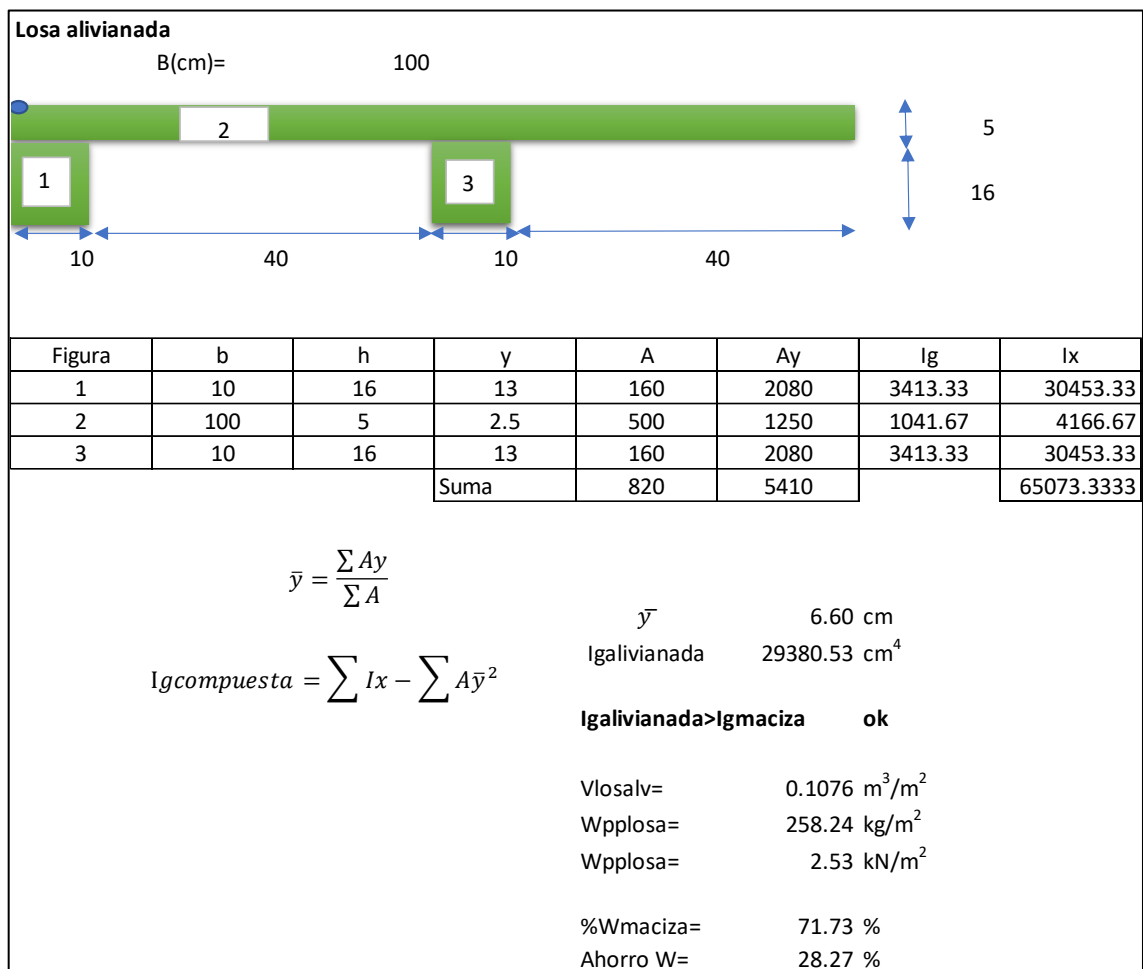 Losa alivianada
B(cm)= 100
2
5
1
3
16
10 40 10 40
Figura b h y A Ay Ig Ix
1 10 16 13 160 2080 3413.33 30453.33
2 100 5 2.5 500 1250 1041.67 4166.67
3 10 16 13 160 2080 3413.33 30453.33
Suma 820 5410 65073.3333
ȳ = ∑ Ay / ∑ A
ȳ 6.60 cm
Igalivianada 29380.53 cm⁴
Igcompuesta = ∑ Ix − ∑ Aȳ²
Igalivianada>Igmaciza ok
Vlosalv= 0.1076 m³/m²
Wpplosa= 258.24 kg/m²
Wpplosa= 2.53 kN/m²
%Wmaciza= 71.73 %
Ahorro W= 28.27 %